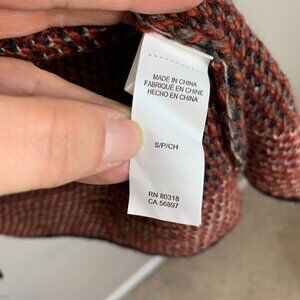 MADE IN CHINA
FABRIQUÉ EN CHINE
HECHO EN CHINA
S/P/CH
RN 80318
CA 56897